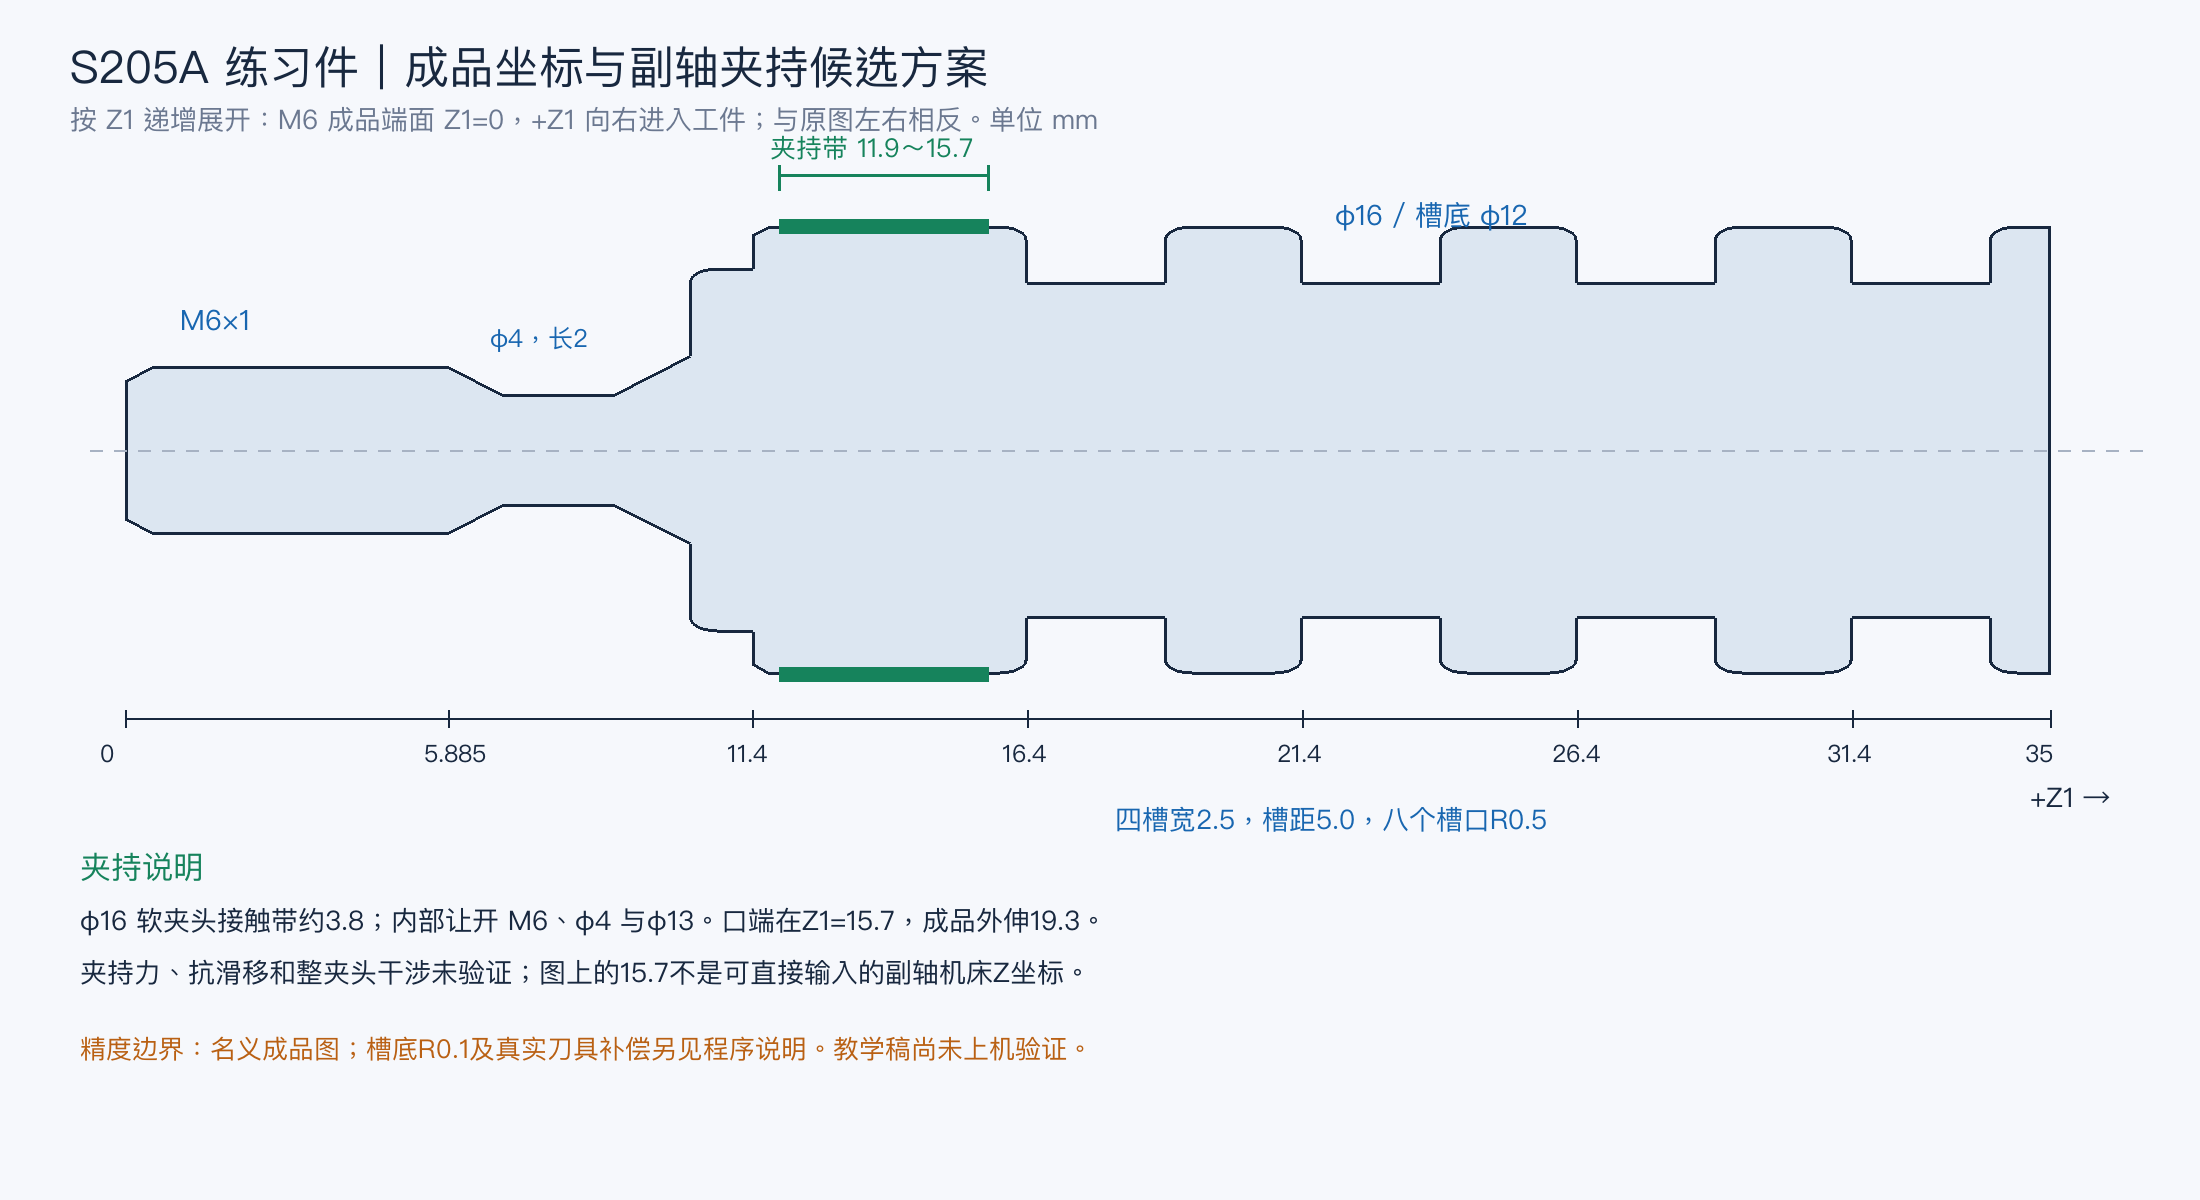 S205A 练习件｜成品坐标与副轴夹持候选方案
按 Z1 递增展开：M6 成品端面 Z1=0，+Z1 向右进入工件；与原图左右相反。单位 mm
夹持带 11.9～15.7
ϕ16 / 槽底 ϕ12
M6×1
ϕ4，长2
0 5.885 11.4 16.4 21.4 26.4 31.4 35
+Z1 →
四槽宽2.5，槽距5.0，八个槽口R0.5
夹持说明
ϕ16 软夹头接触带约3.8；内部让开 M6、ϕ4 与ϕ13。口端在Z1=15.7，成品外伸19.3。
夹持力、抗滑移和整夹头干涉未验证；图上的15.7不是可直接输入的副轴机床Z坐标。
精度边界：名义成品图；槽底R0.1及真实刀具补偿另见程序说明。教学稿尚未上机验证。